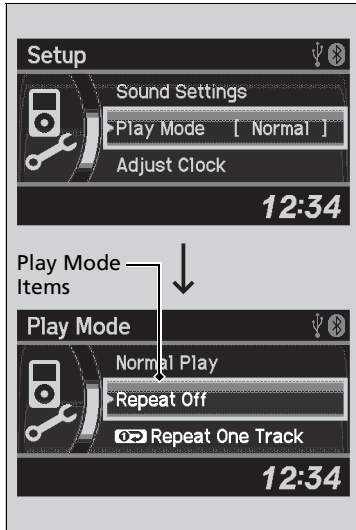 Setup
Sound Settings
Play Mode [ Normal ]
Adjust Clock
12:34
Play Mode
Items
Play Mode
Normal Play
Repeat Off
Repeat One Track
12:34